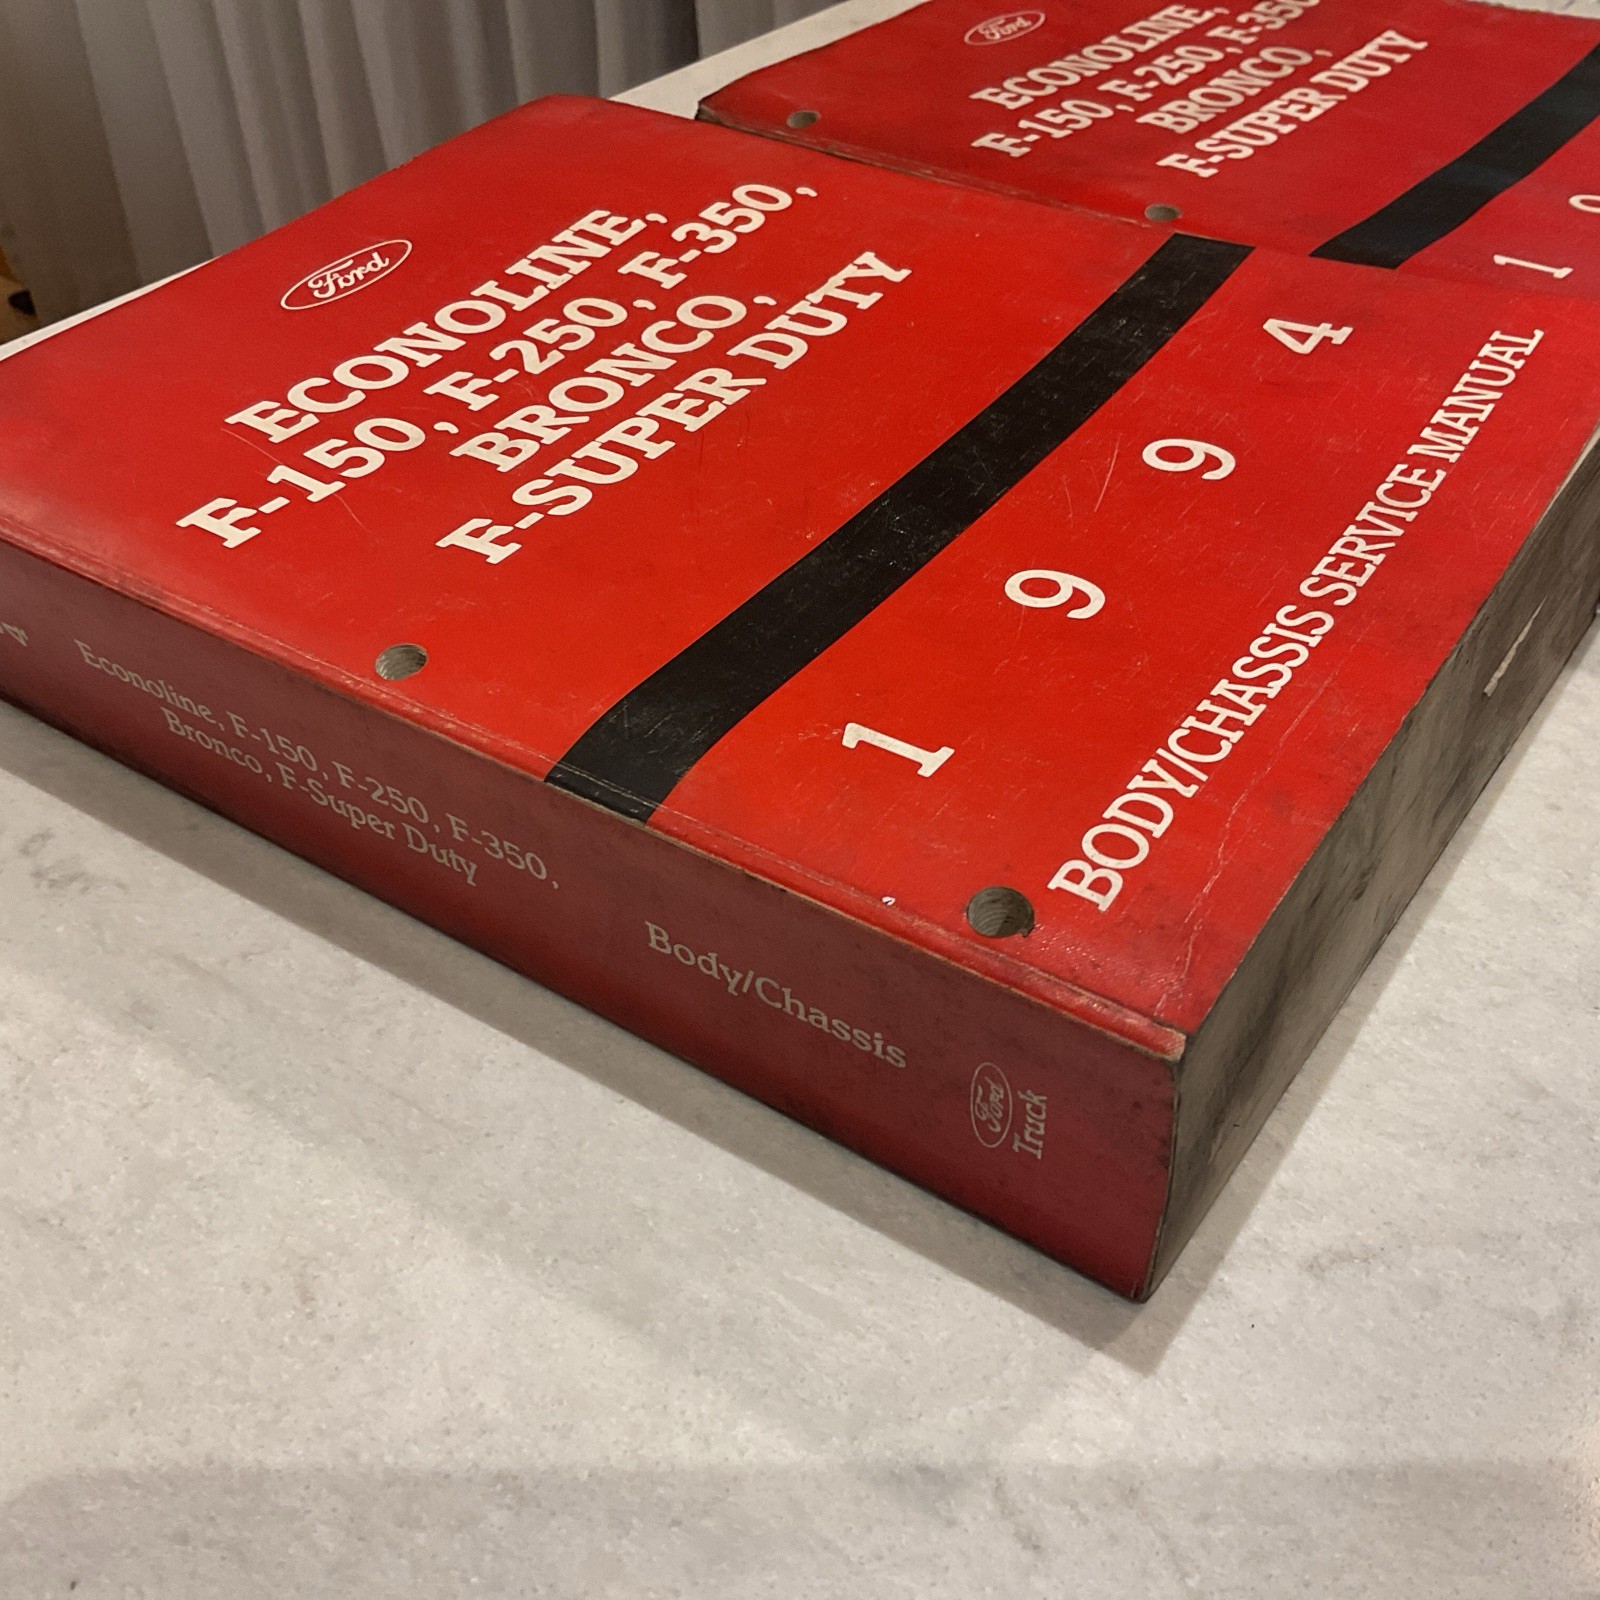 Ford
ECONOLINE,
F-150, F-250, F-350,
BRONCO,
F-SUPER DUTY
1 9 9 4
BODY/CHASSIS SERVICE MANUAL
Econoline, F-150, F-250, F-350,
Bronco, F-Super Duty
Body/Chassis
Ford
Truck
Ford
ECONOLINE,
F-150, F-250, F-350
BRONCO,
F-SUPER DUTY
1